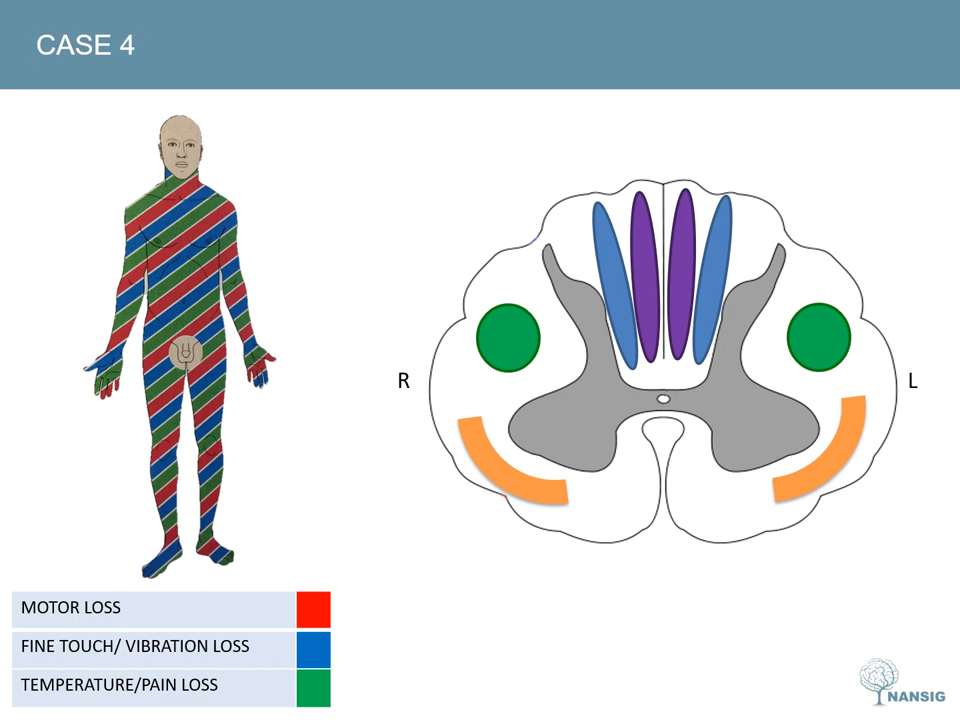 CASE 4
R
L
MOTOR LOSS
FINE TOUCH/ VIBRATION LOSS
TEMPERATURE/PAIN LOSS
NANSIG